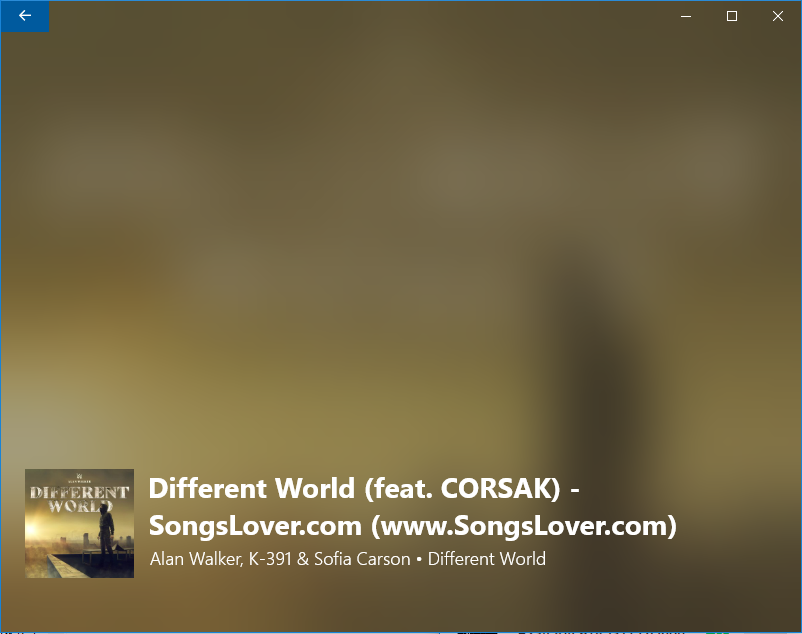 DIFFERENT
WORLD
Different World (feat. CORSAK) -
SongsLover.com (www.SongsLover.com)
Alan Walker, K-391 & Sofia Carson • Different World